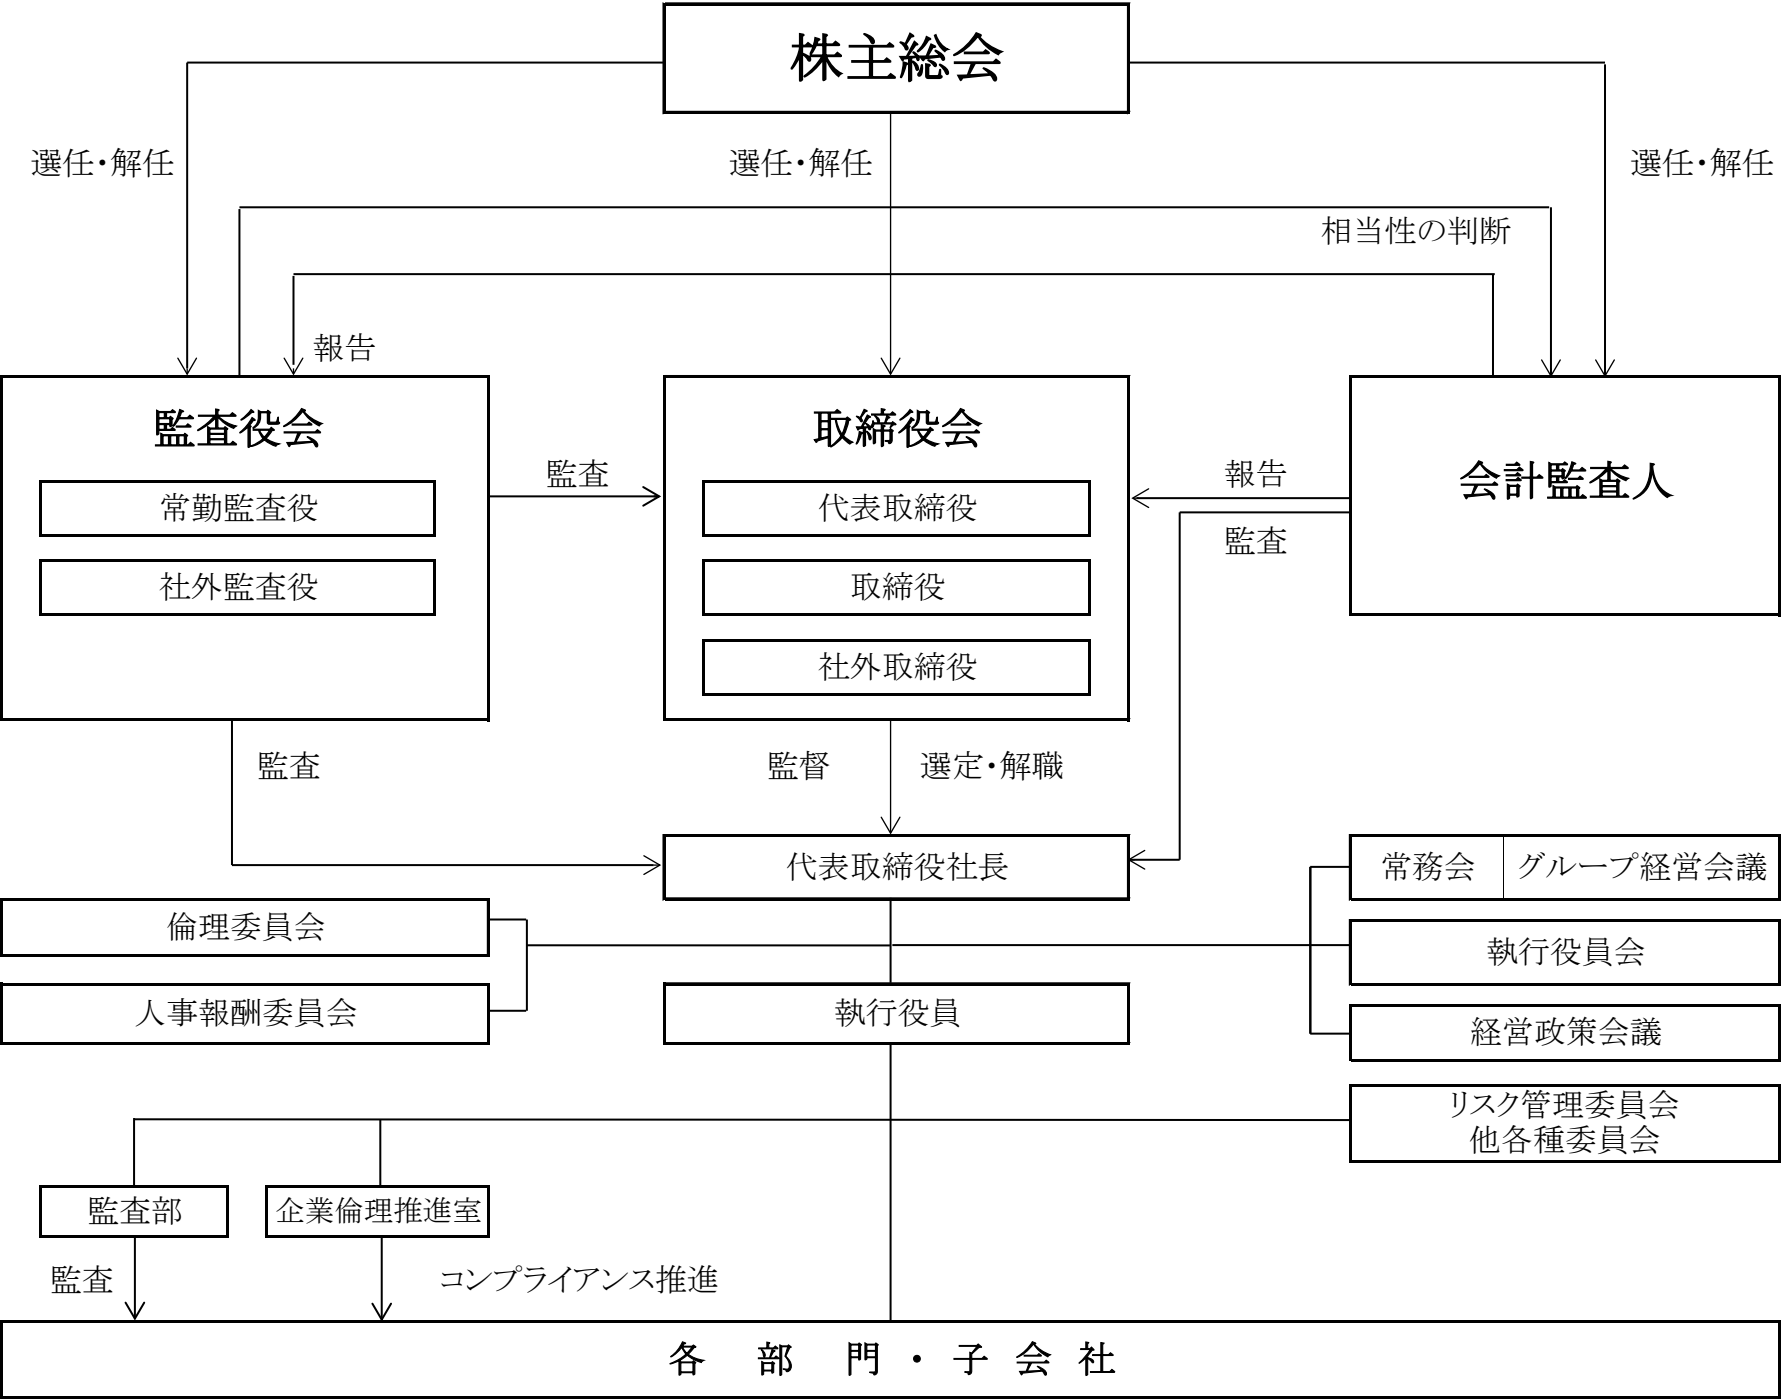 株主総会
選任・解任
選任・解任
選任・解任
相当性の判断
報告
監査役会
常勤監査役
社外監査役
監査
取締役会
代表取締役
取締役
社外取締役
報告
監査
会計監査人
監査
監督
選定・解職
代表取締役社長
常務会
グループ経営会議
倫理委員会
執行役員会
人事報酬委員会
執行役員
経営政策会議
リスク管理委員会
他各種委員会
監査部
企業倫理推進室
監査
コンプライアンス推進
各 部 門 ・ 子 会 社